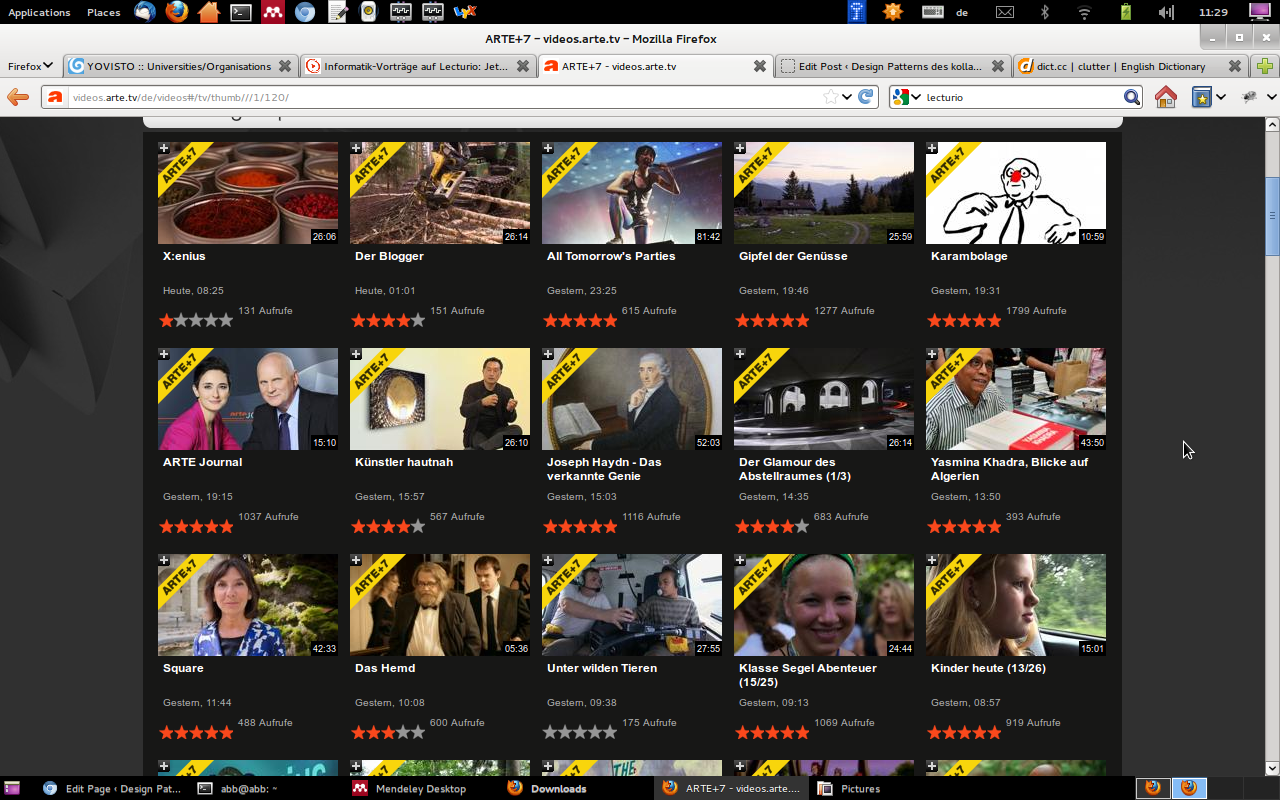 Applications Places de 11:29
ARTE+7 – videos.arte.tv – Mozilla Firefox
Firefox YOVISTO :: Universities/Organisations Informatik-Vorträge auf Lecturio: Jet... ARTE+7 - videos.arte.tv Edit Post ‹ Design Patterns des kolla... dict.cc | clutter | English Dictionary
videos.arte.tv/de/videos#/tv/thumb///1/120/ lecturio
ARTE+7 ARTE+7 ARTE+7 ARTE+7 ARTE+7
26:06 26:14 81:42 25:59 10:59
X:enius Der Blogger All Tomorrow's Parties Gipfel der Genüsse Karambolage
Heute, 08:25 Heute, 01:01 Gestern, 23:25 Gestern, 19:46 Gestern, 19:31
131 Aufrufe 151 Aufrufe 615 Aufrufe 1277 Aufrufe 1799 Aufrufe
ARTE+7 ARTE+7 ARTE+7 ARTE+7 ARTE+7
arte
15:10 26:10 52:03 26:14 43:50
ARTE Journal Künstler hautnah Joseph Haydn - Das Der Glamour des Yasmina Khadra, Blicke auf
verkannte Genie Abstellraumes (1/3) Algerien
Gestern, 19:15 Gestern, 15:57 Gestern, 15:03 Gestern, 14:35 Gestern, 13:50
1037 Aufrufe 567 Aufrufe 1116 Aufrufe 683 Aufrufe 393 Aufrufe
ARTE+7 ARTE+7 ARTE+7 ARTE+7 ARTE+7
42:33 05:36 27:55 24:44 15:01
Square Das Hemd Unter wilden Tieren Klasse Segel Abenteuer Kinder heute (13/26)
(15/25)
Gestern, 11:44 Gestern, 10:08 Gestern, 09:38 Gestern, 09:13 Gestern, 08:57
488 Aufrufe 600 Aufrufe 175 Aufrufe 1069 Aufrufe 919 Aufrufe
THE
Edit Page ‹ Design Pat... abb@abb: ~ Mendeley Desktop Downloads ARTE+7 - videos.arte.... Pictures